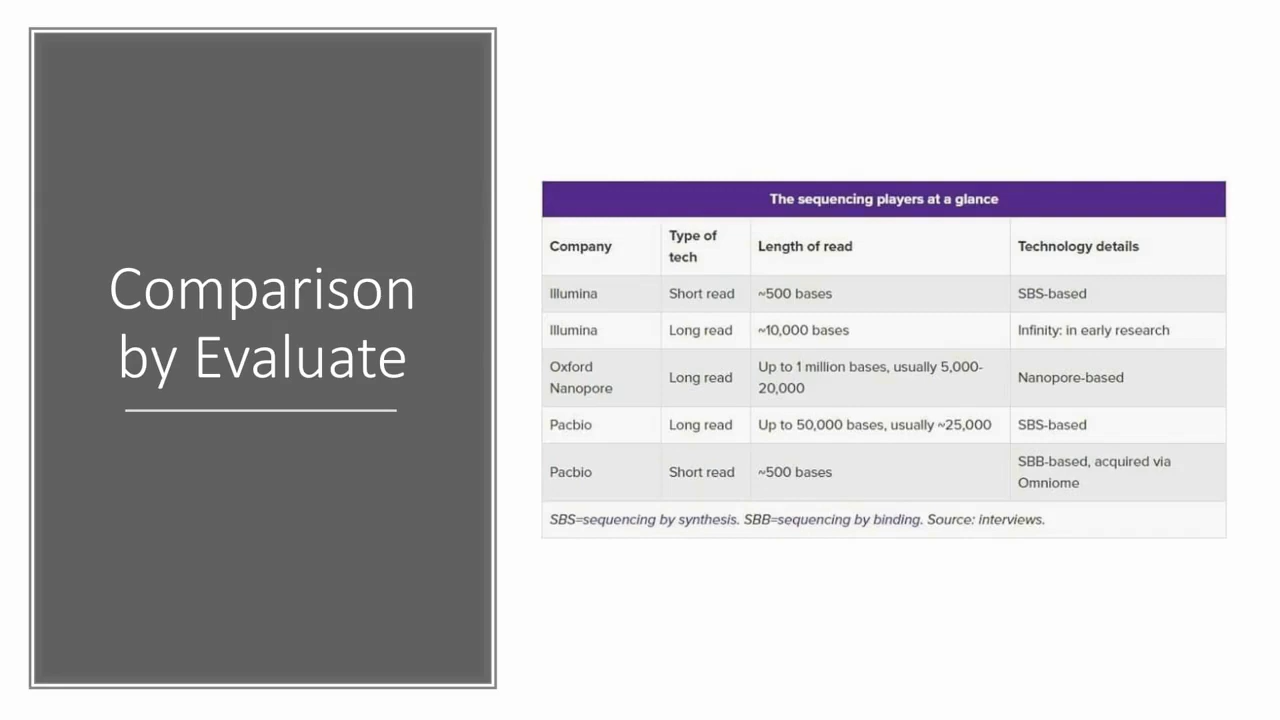 Comparison
by Evaluate
The sequencing players at a glance
Company
Type of
tech
Length of read
Technology details
Illumina
Short read
~500 bases
SBS-based
Illumina
Long read
~10,000 bases
Infinity: in early research
Oxford
Nanopore
Long read
Up to 1 million bases, usually 5,000-
20,000
Nanopore-based
Pacbio
Long read
Up to 50,000 bases, usually ~25,000
SBS-based
Pacbio
Short read
~500 bases
SBB-based, acquired via
Omniome
SBS=sequencing by synthesis. SBB=sequencing by binding. Source: interviews.